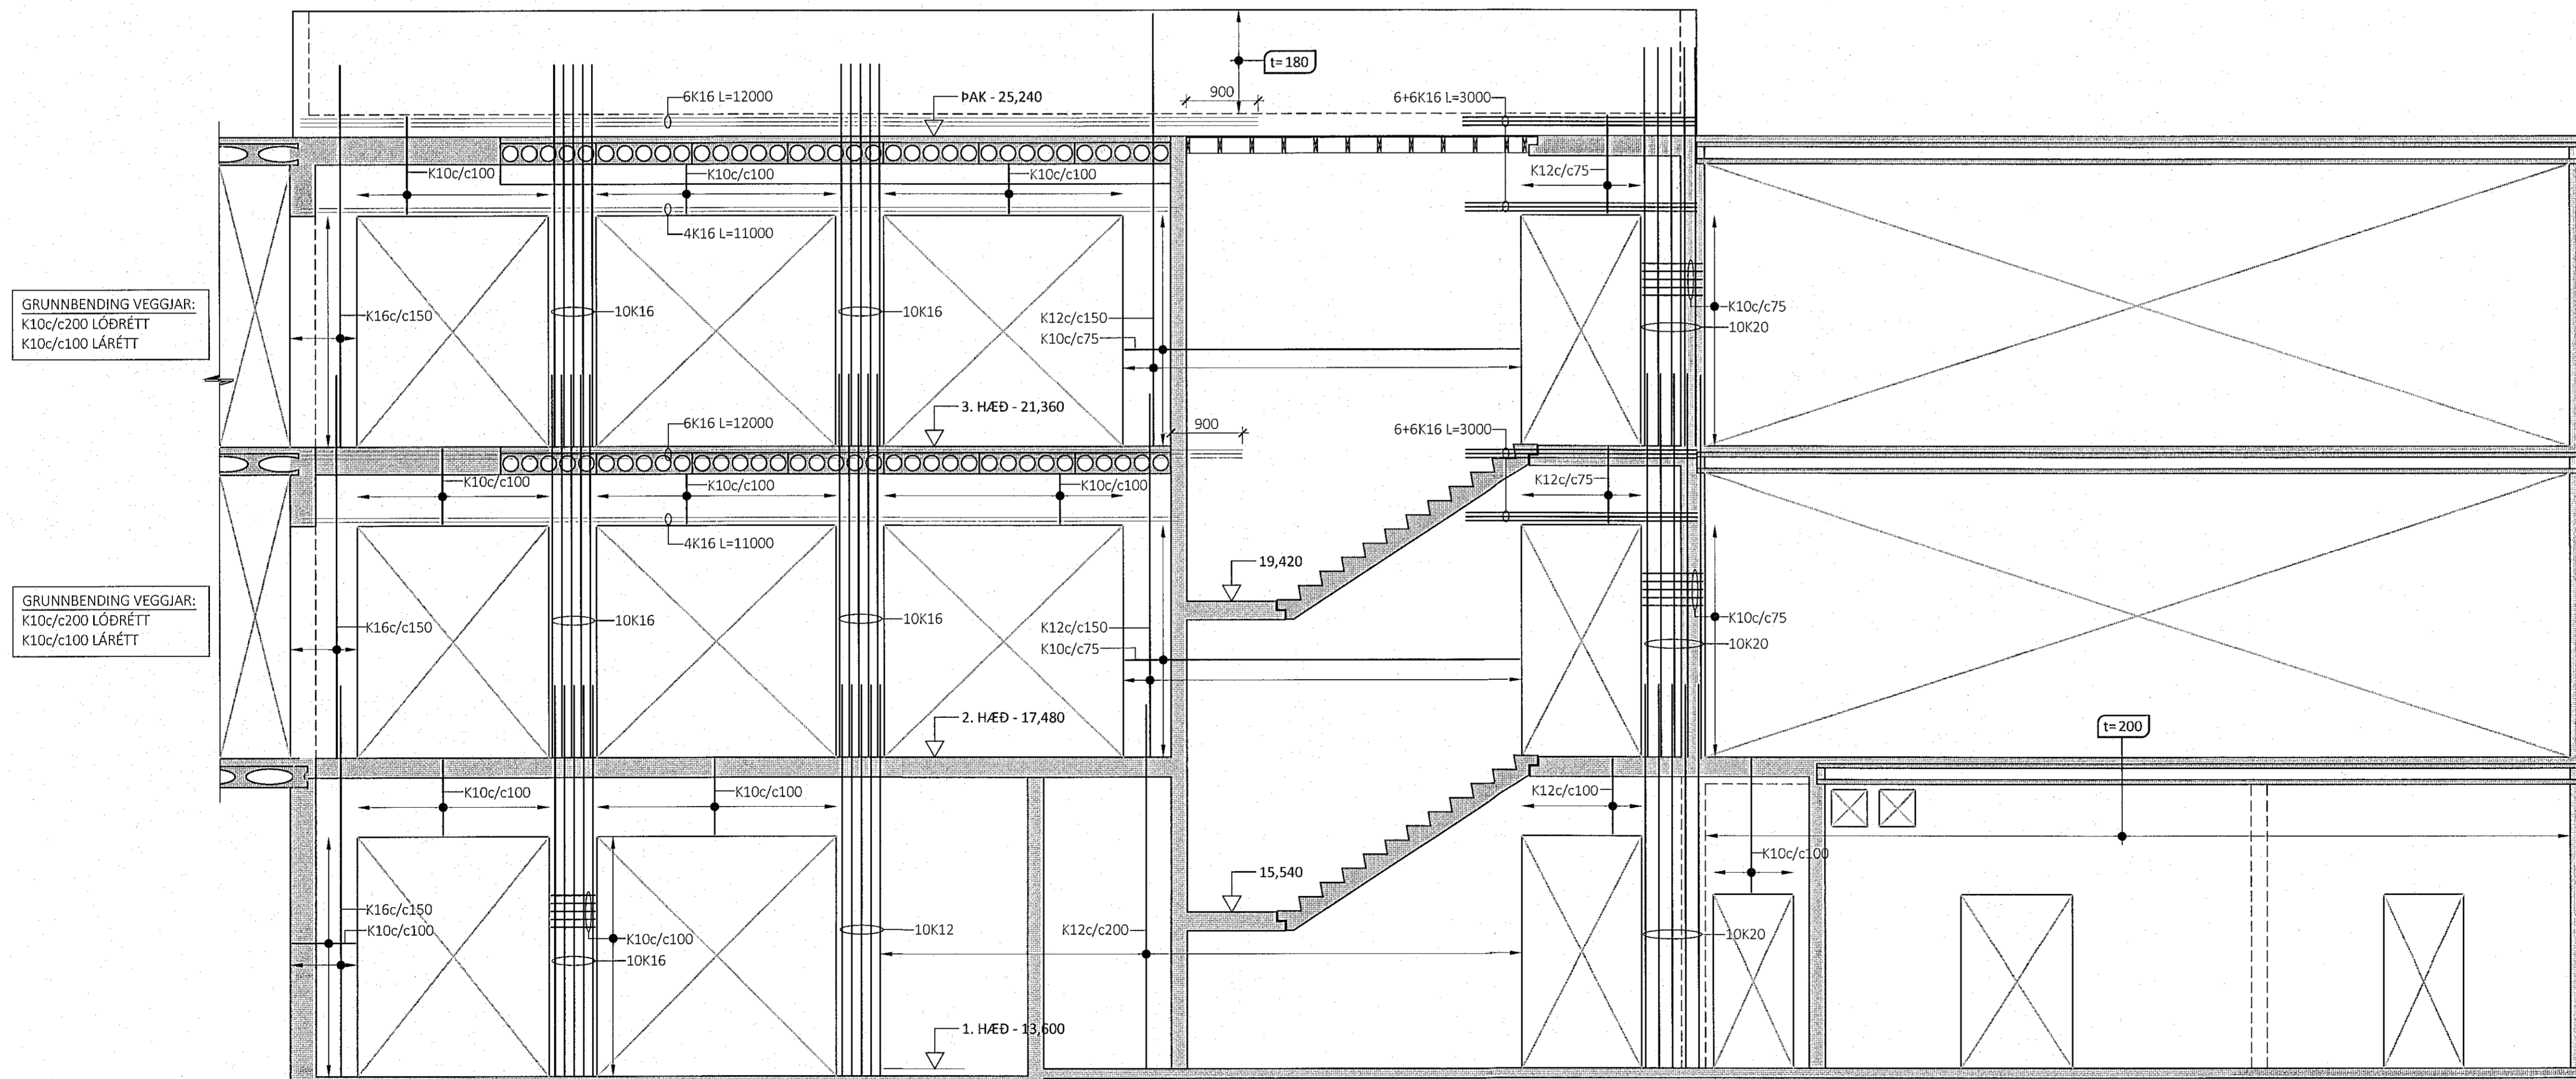 t=180
900
6K16 L=12000
ÞAK - 25,240
6+6K16 L=3000
K10c/c100
K10c/c100
K10c/c100
K12c/c75
4K16 L=11000
GRUNNBENDING VEGGJAR:
K10c/c200 LÓÐRÉTT
K10c/c100 LÁRÉTT
K16c/c150
10K16
10K16
K12c/c150
K10c/c75
K10c/c75
10K20
3. HÆÐ - 21,360
6K16 L=12000
900
6+6K16 L=3000
K10c/c100
K10c/c100
K10c/c100
K12c/c75
4K16 L=11000
19,420
GRUNNBENDING VEGGJAR:
K10c/c200 LÓÐRÉTT
K10c/c100 LÁRÉTT
K16c/c150
10K16
10K16
K12c/c150
K10c/c75
K10c/c75
10K20
2. HÆÐ - 17,480
t=200
K10c/c100
K10c/c100
K12c/c100
K10c/c100
15,540
K16c/c150
K10c/c100
K10c/c100
10K16
10K12
K12c/c200
10K20
1. HÆÐ - 13,600